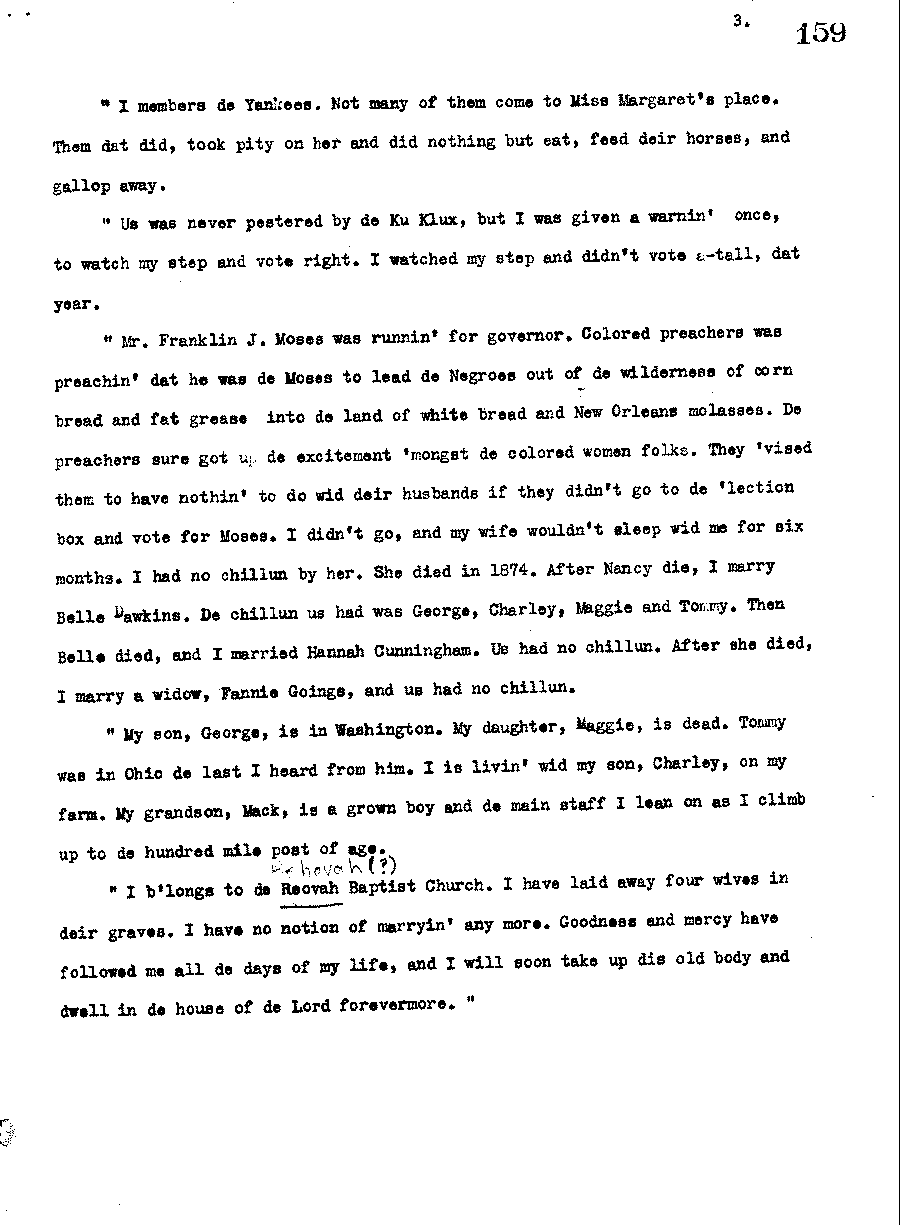 3.
159
" I members de Yankees. Not many of them come to Miss Margaret's place.
Them dat did, took pity on her and did nothing but eat, feed deir horses, and
gallop away.
" Us was never pestered by de Ku Klux, but I was given a warnin' once,
to watch my step and vote right. I watched my step and didn't vote a-tall, dat
year.
" Mr. Franklin J. Moses was runnin' for governor. Colored preachers was
preachin' dat he was de Moses to lead de Negroes out of de wilderness of corn
bread and fat grease into de land of white bread and New Orleans molasses. De
preachers sure got up de excitement 'mongst de colored women folks. They 'vised
them to have nothin' to do wid deir husbands if they didn't go to de 'lection
box and vote for Moses. I didn't go, and my wife wouldn't sleep wid me for six
months. I had no chillun by her. She died in 1874. After Nancy die, I marry
Belle Dawkins. De chillun us had was George, Charley, Maggie and Tommy. Then
Belle died, and I married Hannah Cunningham. Us had no chillun. After she died,
I marry a widow, Fannie Goings, and us had no chillun.
" My son, George, is in Washington. My daughter, Maggie, is dead. Tommy
was in Ohio de last I heard from him. I is livin' wid my son, Charley, on my
farm. My grandson, Mack, is a grown boy and de main staff I lean on as I climb
up to de hundred mile post of age.
(?)
" I b'longs to de Reovah Baptist Church. I have laid away four wives in
deir graves. I have no notion of marryin' any more. Goodness and mercy have
followed me all de days of my life, and I will soon take up dis old body and
dwell in de house of de Lord forevermore. "